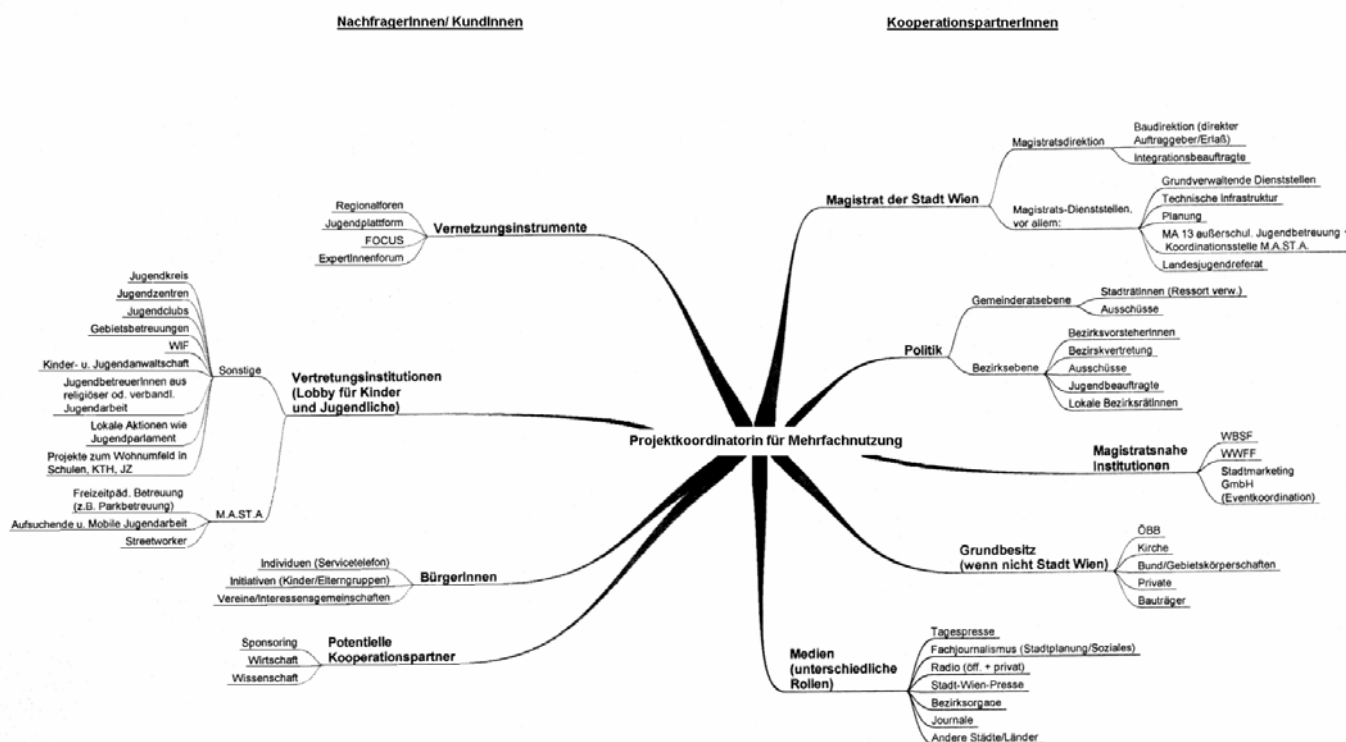 NachfragerInnen/ KundInnen
KooperationspartnerInnen
Projektkoordinatorin für Mehrfachnutzung
Vernetzungsinstrumente
Regionalforen
Jugendplattform
FOCUS
ExpertInnenforum
Vertretungsinstitutionen
(Lobby für Kinder
und Jugendliche)
Sonstige
Jugendkreis
Jugendzentren
Jugendclubs
Gebietsbetreuungen
WIF
Kinder- u. Jugendanwaltschaft
JugendbetreuerInnen aus
religiöser od. verbandl.
Jugendarbeit
Lokale Aktionen wie
Jugendparlament
Projekte zum Wohnumfeld in
Schulen, KTH, JZ
M.A.ST.A
Freizeitpäd. Betreuung
(z.B. Parkbetreuung)
Aufsuchende u. Mobile Jugendarbeit
Streetworker
BürgerInnen
Individuen (Servicetelefon)
Initiativen (Kinder/Elterngruppen)
Vereine/Interessensgemeinschaften
Potentielle
Kooperationspartner
Sponsoring
Wirtschaft
Wissenschaft
Magistrat der Stadt Wien
Magistratsdirektion
Baudirektion (direkter
Auftraggeber/Erlaß)
Integrationsbeauftragte
Magistrats-Dienststellen,
vor allem:
Grundverwaltende Dienststellen
Technische Infrastruktur
Planung
MA 13 außerschul. Jugendbetreuung +
Koordinationsstelle M.A.ST.A.
Landesjugendreferat
Politik
Gemeinderatsebene
StadträtInnen (Ressort verw.)
Ausschüsse
Bezirksebene
BezirksvorsteherInnen
Bezirskvertretung
Ausschüsse
Jugendbeauftragte
Lokale BezirksrätInnen
Magistratsnahe
Institutionen
WBSF
WWFF
Stadtmarketing
GmbH
(Eventkoordination)
Grundbesitz
(wenn nicht Stadt Wien)
ÖBB
Kirche
Bund/Gebietskörperschaften
Private
Bauträger
Medien
(unterschiedliche
Rollen)
Tagespresse
Fachjournalismus (Stadtplanung/Soziales)
Radio (öff. + privat)
Stadt-Wien-Presse
Bezirksorgane
Journale
Andere Städte/Länder